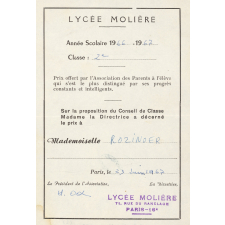 LYCÉE MOLIÈRE
Année Scolaire 1966 -1967
Classe : 2e
Prix offert par l'Association des Parents d'Élèves
qui s'est le plus distingué par ses progrès
constants et intelligents.
Sur la proposition du Conseil de Classe
Madame la Directrice a décerné
le prix à
Mademoiselle ROZINOER
Paris, le 23 juin 1967
Le Président de l'Association, La Directrice,
LYCÉE MOLIÈRE
71, RUE DU RANELAGH
PARIS-16e